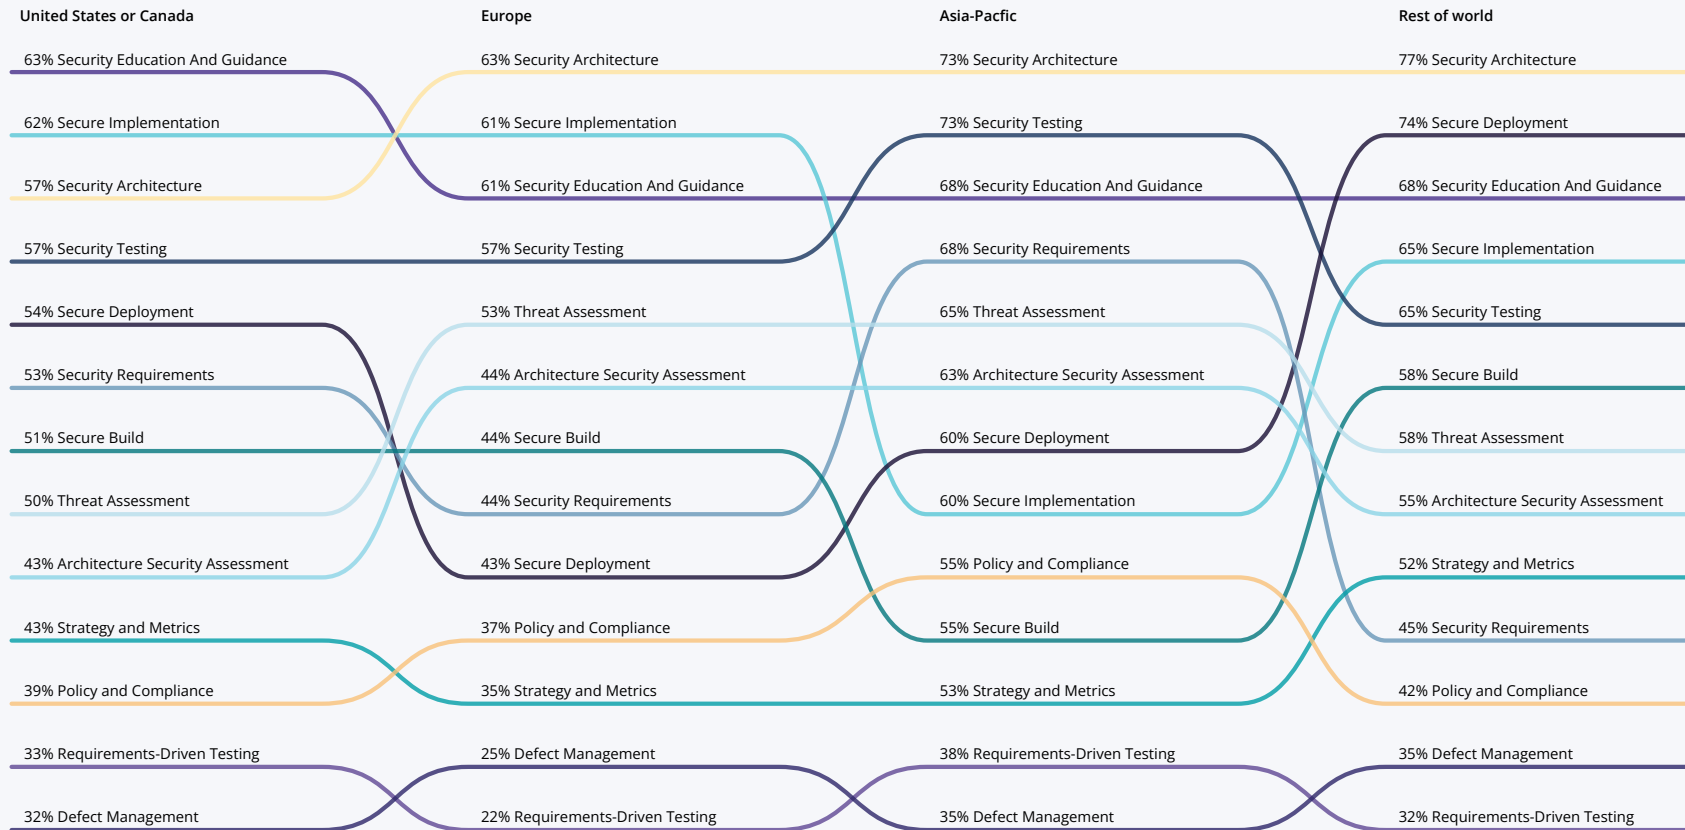 United States or Canada
63% Security Education And Guidance
62% Secure Implementation
57% Security Architecture
57% Security Testing
54% Secure Deployment
53% Security Requirements
51% Secure Build
50% Threat Assessment
43% Architecture Security Assessment
43% Strategy and Metrics
39% Policy and Compliance
33% Requirements-Driven Testing
32% Defect Management
Europe
63% Security Architecture
61% Secure Implementation
61% Security Education And Guidance
57% Security Testing
53% Threat Assessment
44% Architecture Security Assessment
44% Secure Build
44% Security Requirements
43% Secure Deployment
37% Policy and Compliance
35% Strategy and Metrics
25% Defect Management
22% Requirements-Driven Testing
Asia-Pacfic
73% Security Architecture
73% Security Testing
68% Security Education And Guidance
68% Security Requirements
65% Threat Assessment
63% Architecture Security Assessment
60% Secure Deployment
60% Secure Implementation
55% Policy and Compliance
55% Secure Build
53% Strategy and Metrics
38% Requirements-Driven Testing
35% Defect Management
Rest of world
77% Security Architecture
74% Secure Deployment
68% Security Education And Guidance
65% Secure Implementation
65% Security Testing
58% Secure Build
58% Threat Assessment
55% Architecture Security Assessment
52% Strategy and Metrics
45% Security Requirements
42% Policy and Compliance
35% Defect Management
32% Requirements-Driven Testing